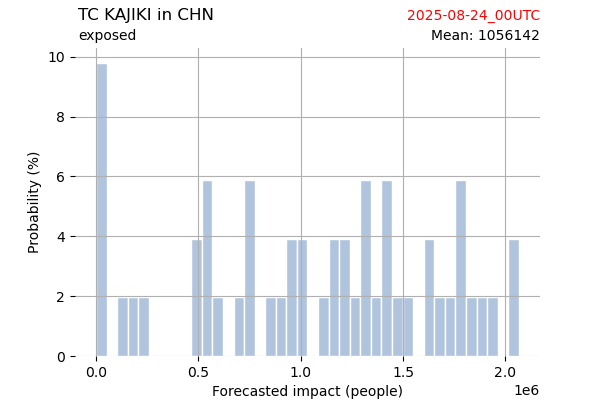 TC KAJIKI in CHN
2025-08-24_00UTC
exposed
Mean: 1056142
10
8
6
4
2
0
Probability (%)
0.0
0.5
1.0
1.5
2.0
1e6
Forecasted impact (people)